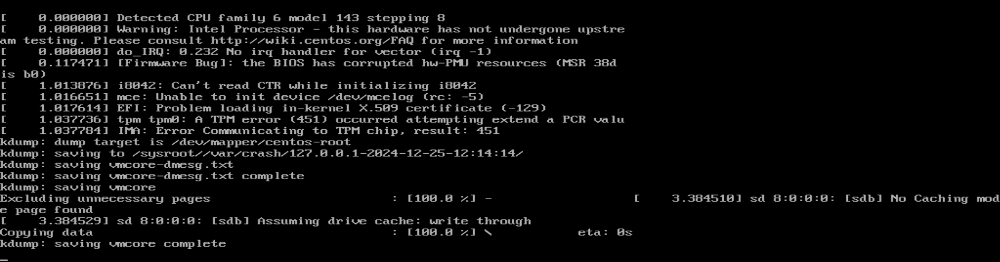 [    0.000000] Detected CPU family 6 model 143 stepping 8
[    0.000000] Warning: Intel Processor - this hardware has not undergone upstre
am testing. Please consult http://wiki.centos.org/FAQ for more information
[    0.000000] do_IRQ: 0.232 No irq handler for vector (irq -1)
[    0.117471] [Firmware Bug]: the BIOS has corrupted hw-PMU resources (MSR 38d
is b0)
[    1.013876] i8042: Can't read CTR while initializing i8042
[    1.016651] mce: Unable to init device /dev/mcelog (rc: -5)
[    1.017614] EFI: Problem loading in-kernel X.509 certificate (-129)
[    1.037736] tpm tpm0: A TPM error (451) occurred attempting extend a PCR valu
[    1.037784] IMA: Error Communicating to TPM chip, result: 451
kdump: dump target is /dev/mapper/centos-root
kdump: saving to /sysroot//var/crash/127.0.0.1-2024-12-25-12:14:14/
kdump: saving vmcore-dmesg.txt
kdump: saving vmcore-dmesg.txt complete
kdump: saving vmcore
Excluding unnecessary pages                       : [100.0 %] -                  [    3.384510] sd 8:0:0:0: [sdb] No Caching mod
e page found
[    3.384529] sd 8:0:0:0: [sdb] Assuming drive cache: write through
Copying data                                      : [100.0 %] \           eta: 0s
kdump: saving vmcore complete